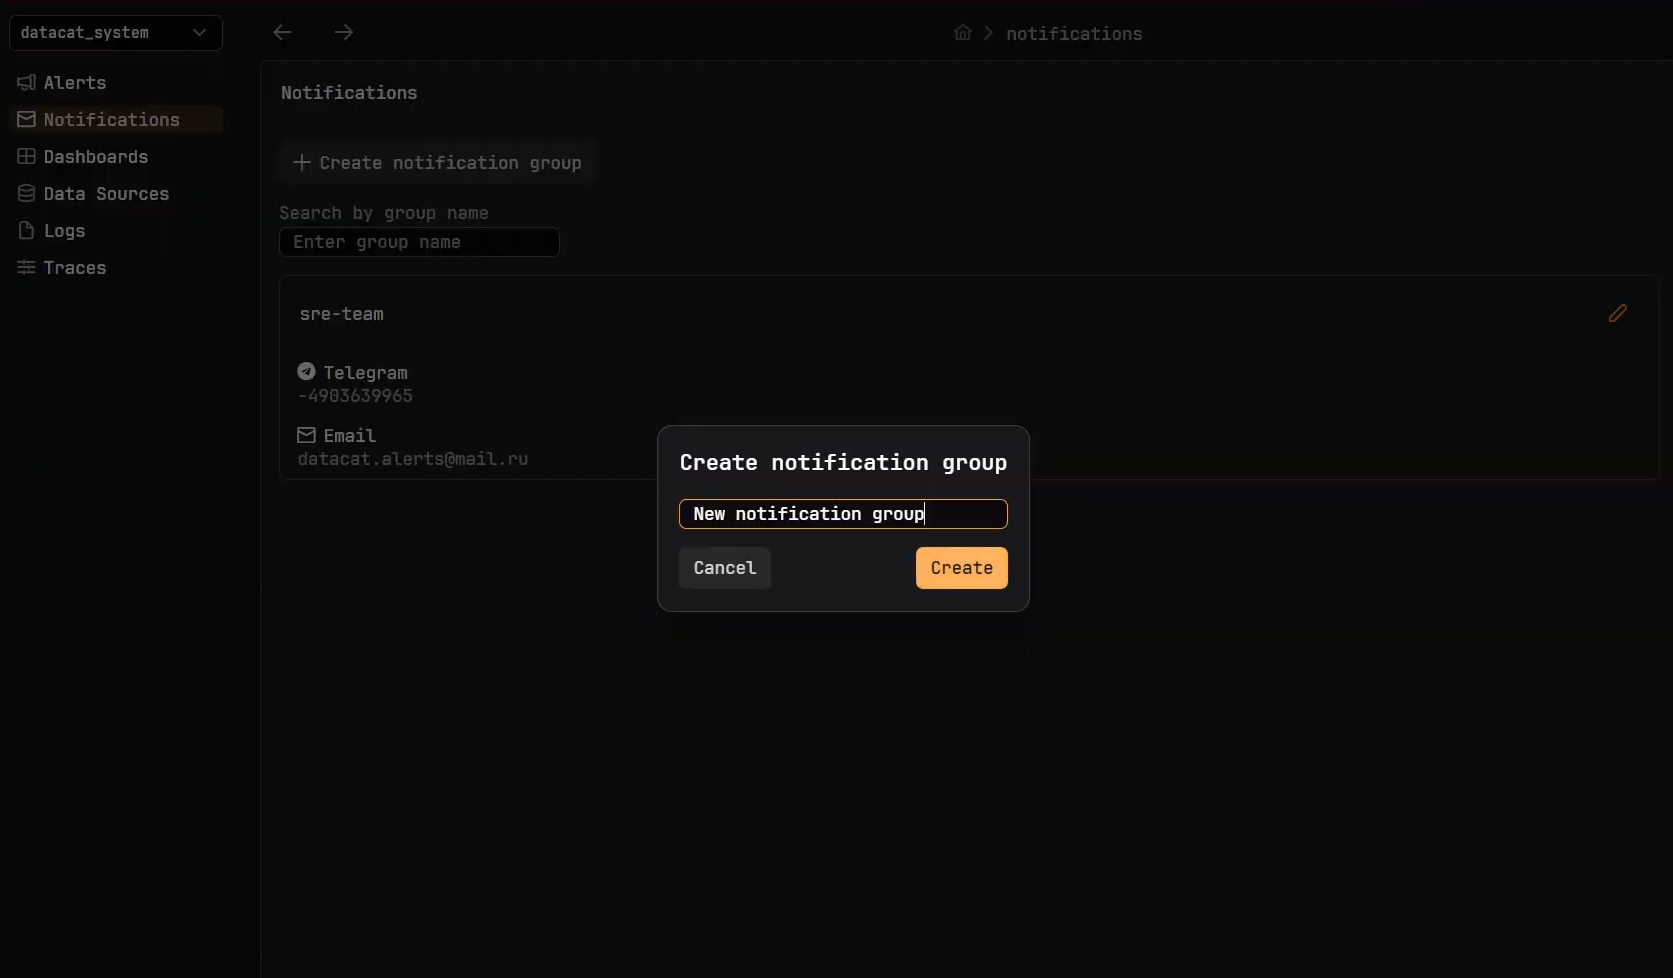 datacat_system
notifications
Alerts
Notifications
Dashboards
Data Sources
Logs
Traces
Notifications
Create notification group
Search by group name
Enter group name
sre-team
Telegram
-4903639965
Email
datacat.alerts@mail.ru
Create notification group
New notification group
Cancel
Create